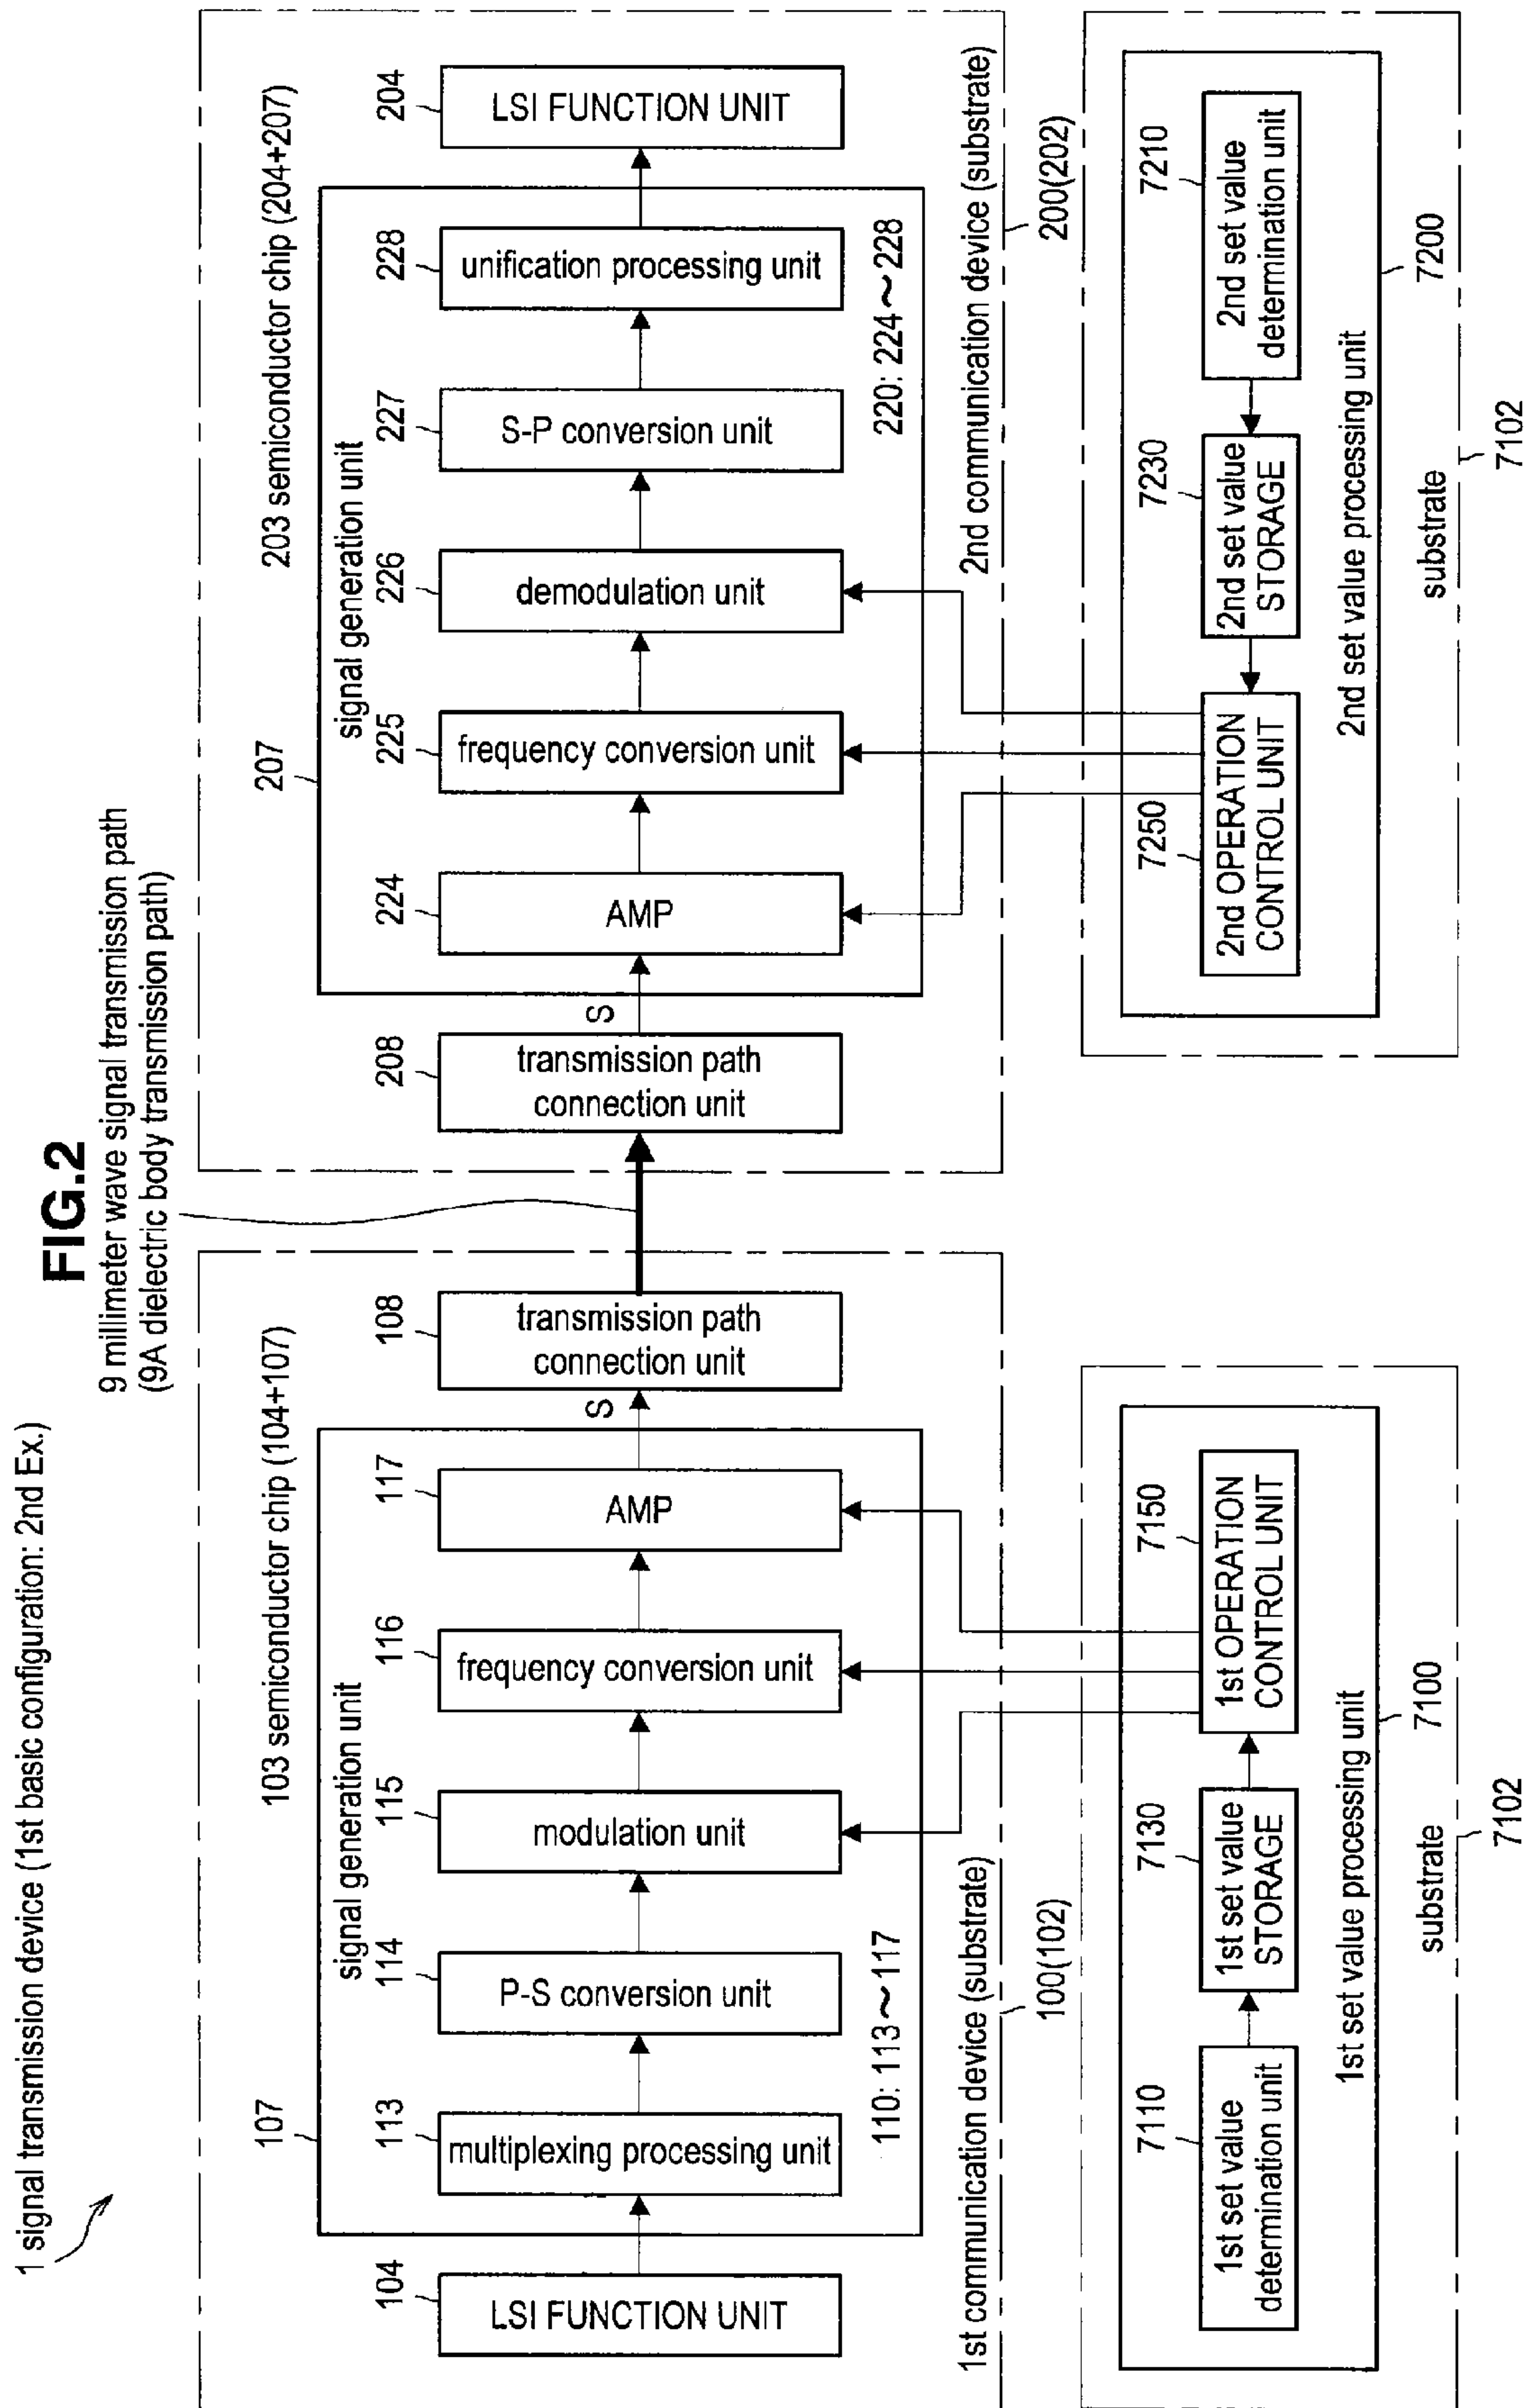 FIG.2
1 signal transmission device (1st basic configuration: 2nd Ex.)
9 millimeter wave signal transmission path
(9A dielectric body transmission path)
103 semiconductor chip (104+107)
107
signal generation unit
104
LSI FUNCTION UNIT
113
multiplexing processing unit
114
P-S conversion unit
115
modulation unit
116
frequency conversion unit
117
AMP
S
108
transmission path
connection unit
110: 113~117
1st communication device (substrate)
100(102)
7110
1st set value
determination unit
7130
1st set value
STORAGE
7150
1st OPERATION
CONTROL UNIT
1st set value processing unit
7100
substrate
7102
203 semiconductor chip (204+207)
207
signal generation unit
208
transmission path
connection unit
S
224
AMP
225
frequency conversion unit
226
demodulation unit
227
S-P conversion unit
228
unification processing unit
204
LSI FUNCTION UNIT
220: 224~228
2nd communication device (substrate)
200(202)
7250
2nd OPERATION
CONTROL UNIT
7230
2nd set value
STORAGE
7210
2nd set value
determination unit
2nd set value processing unit
7200
substrate
7102